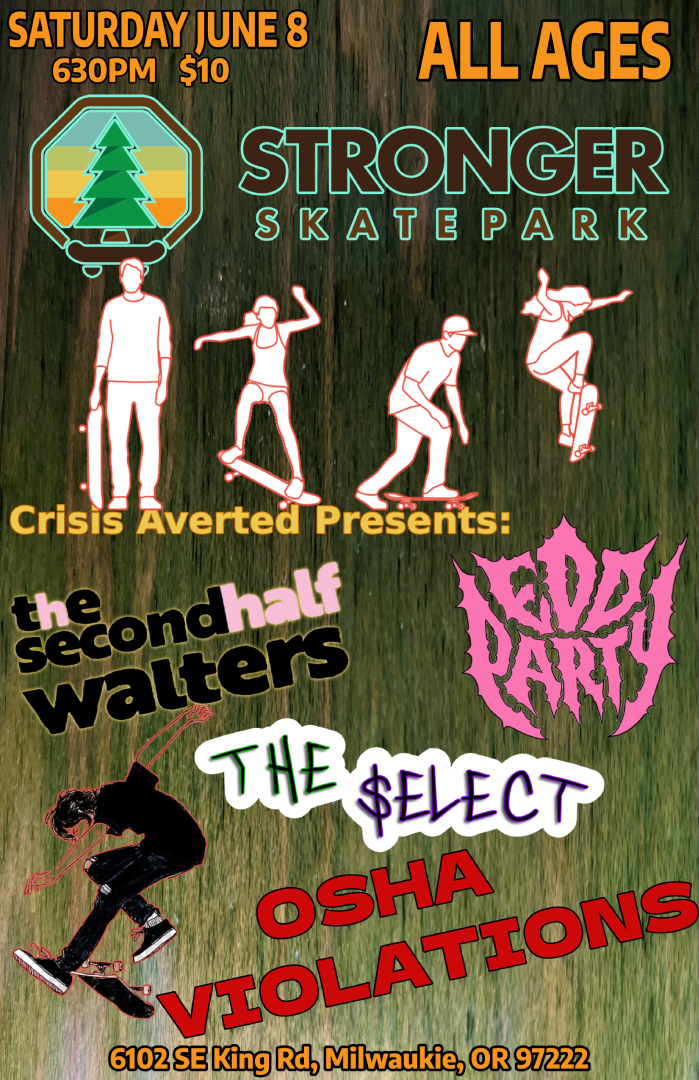 SATURDAY JUNE 8
630PM $10
ALL AGES
STRONGER
SKATEPARK
Crisis Averted Presents:
the
secondhalf
walters
EDD
PARTY
THE $ELECT
OSHA
VIOLATIONS
6102 SE King Rd, Milwaukie, OR 97222